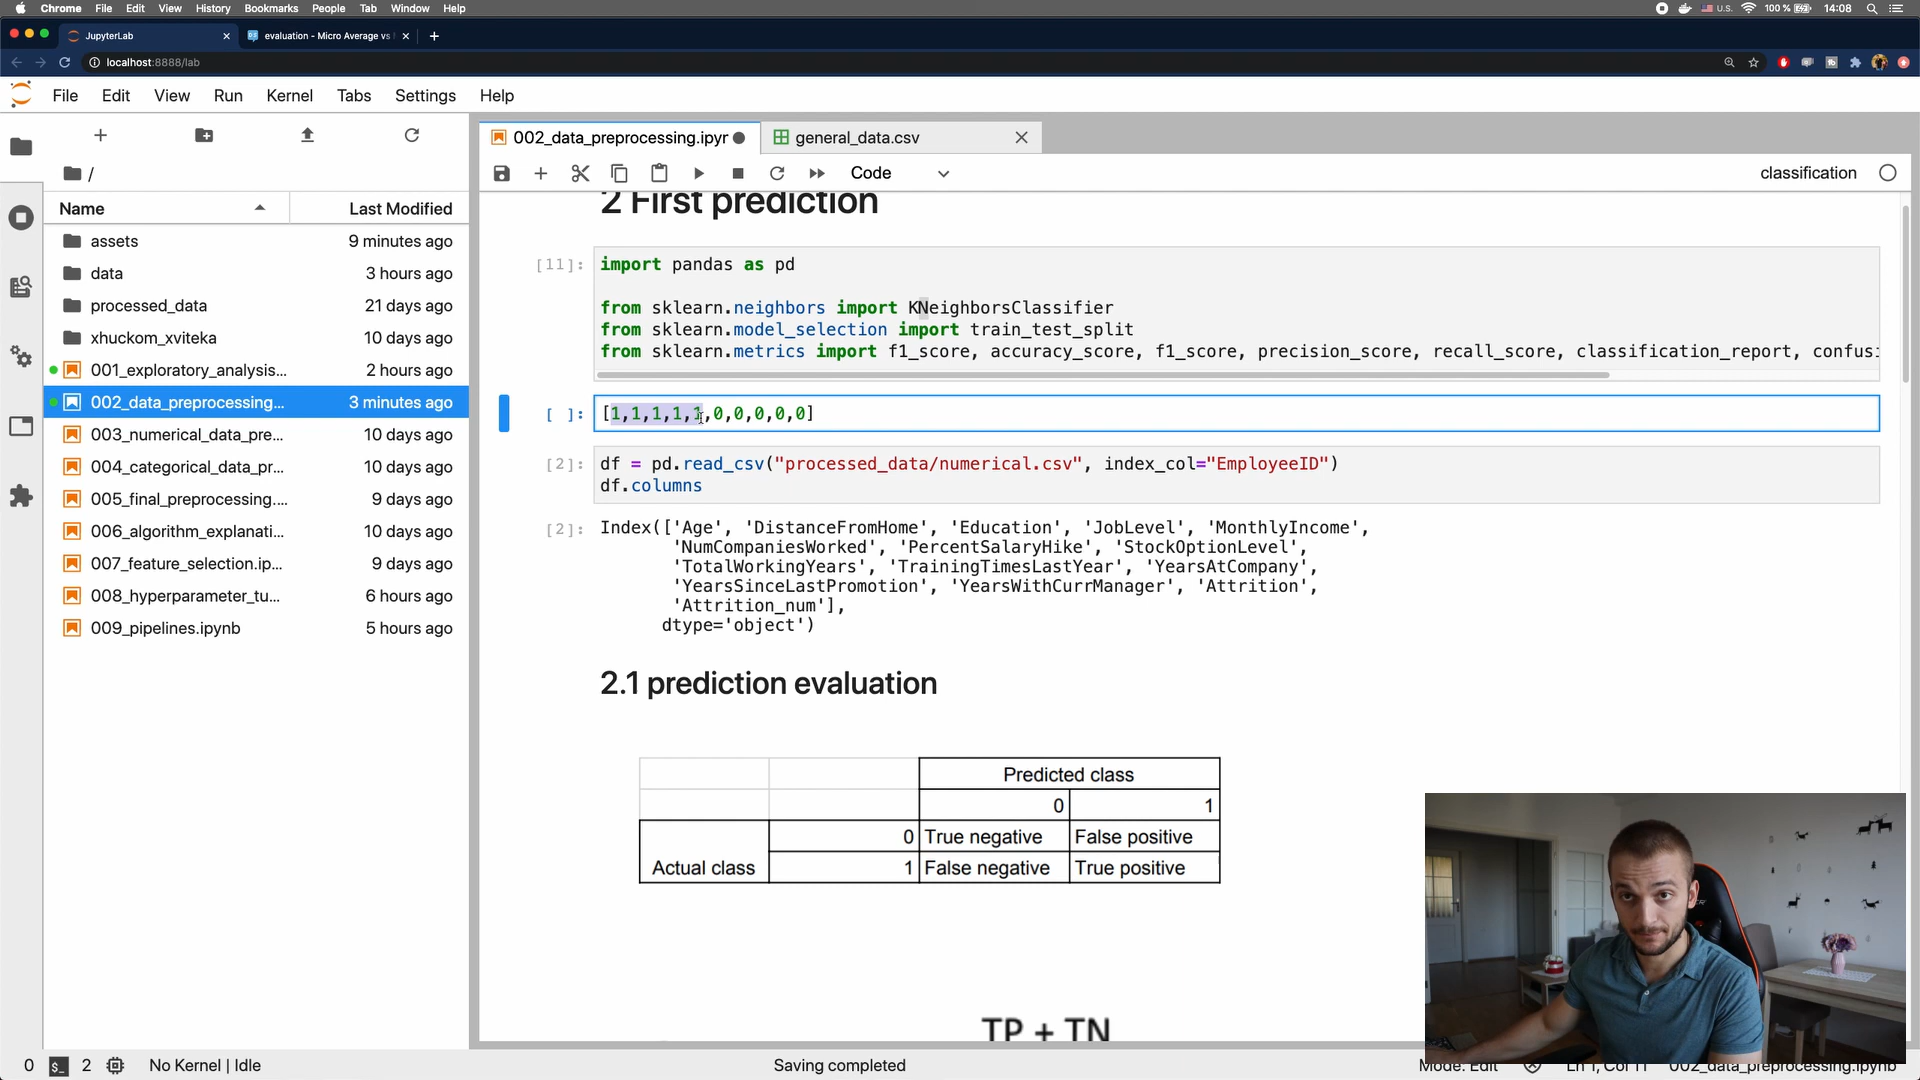 Chrome File Edit View History Bookmarks People Tab Window Help U.S. 100 % 14:08
JupyterLab evaluation - Micro Average vs
localhost:8888/lab
File Edit View Run Kernel Tabs Settings Help
002_data_preprocessing.ipyr general_data.csv
Code classification
/
Name Last Modified
assets 9 minutes ago
data 3 hours ago
processed_data 21 days ago
xhuckom_xviteka 10 days ago
001_exploratory_analysis... 2 hours ago
002_data_preprocessing... 3 minutes ago
003_numerical_data_pre... 10 days ago
004_categorical_data_pr... 10 days ago
005_final_preprocessing.... 9 days ago
006_algorithm_explanati... 10 days ago
007_feature_selection.ip... 9 days ago
008_hyperparameter_tu... 6 hours ago
009_pipelines.ipynb 5 hours ago
2 First prediction
[11]: import pandas as pd
from sklearn.neighbors import KNeighborsClassifier
from sklearn.model_selection import train_test_split
from sklearn.metrics import f1_score, accuracy_score, f1_score, precision_score, recall_score, classification_report, confus
[ ]: [1,1,1,1,1,0,0,0,0,0]
[2]: df = pd.read_csv("processed_data/numerical.csv", index_col="EmployeeID")
df.columns
[2]: Index(['Age', 'DistanceFromHome', 'Education', 'JobLevel', 'MonthlyIncome',
'NumCompaniesWorked', 'PercentSalaryHike', 'StockOptionLevel',
'TotalWorkingYears', 'TrainingTimesLastYear', 'YearsAtCompany',
'YearsSinceLastPromotion', 'YearsWithCurrManager', 'Attrition',
'Attrition_num'],
dtype='object')
2.1 prediction evaluation
Predicted class
0 1
0 True negative False positive
Actual class 1 False negative True positive
TP + TN
0 2 No Kernel | Idle Saving completed Mode: Edit Ln 1, Col 11 002_data_preprocessing.ipynb